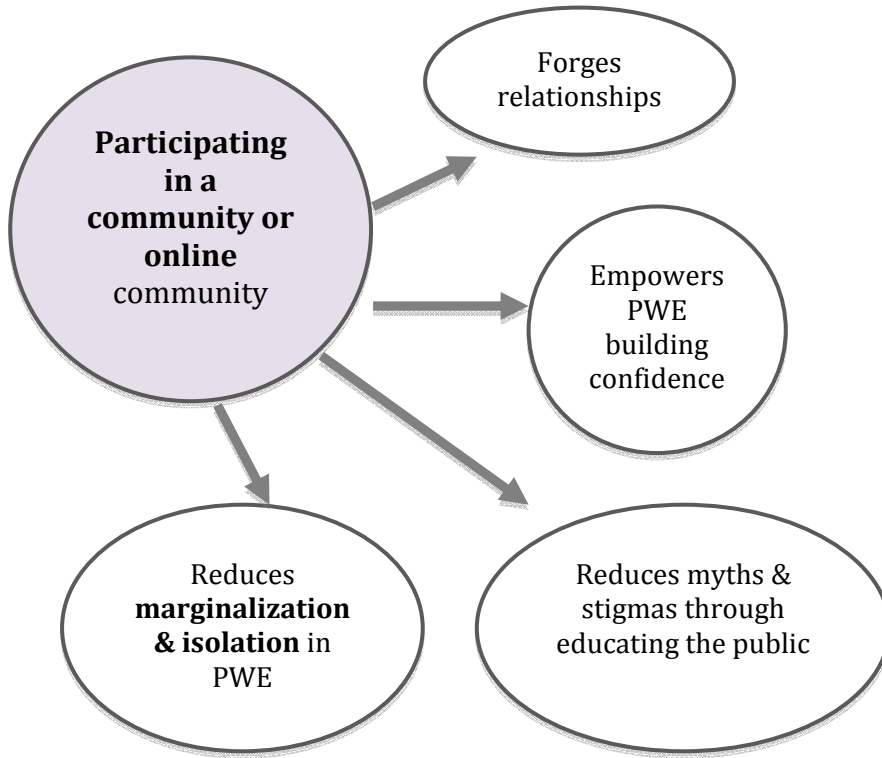 Participating
in a
community or
online
community
Forges
relationships
Empowers
PWE
building
confidence
Reduces
marginalization
& isolation in
PWE
Reduces myths &
stigmas through
educating the public